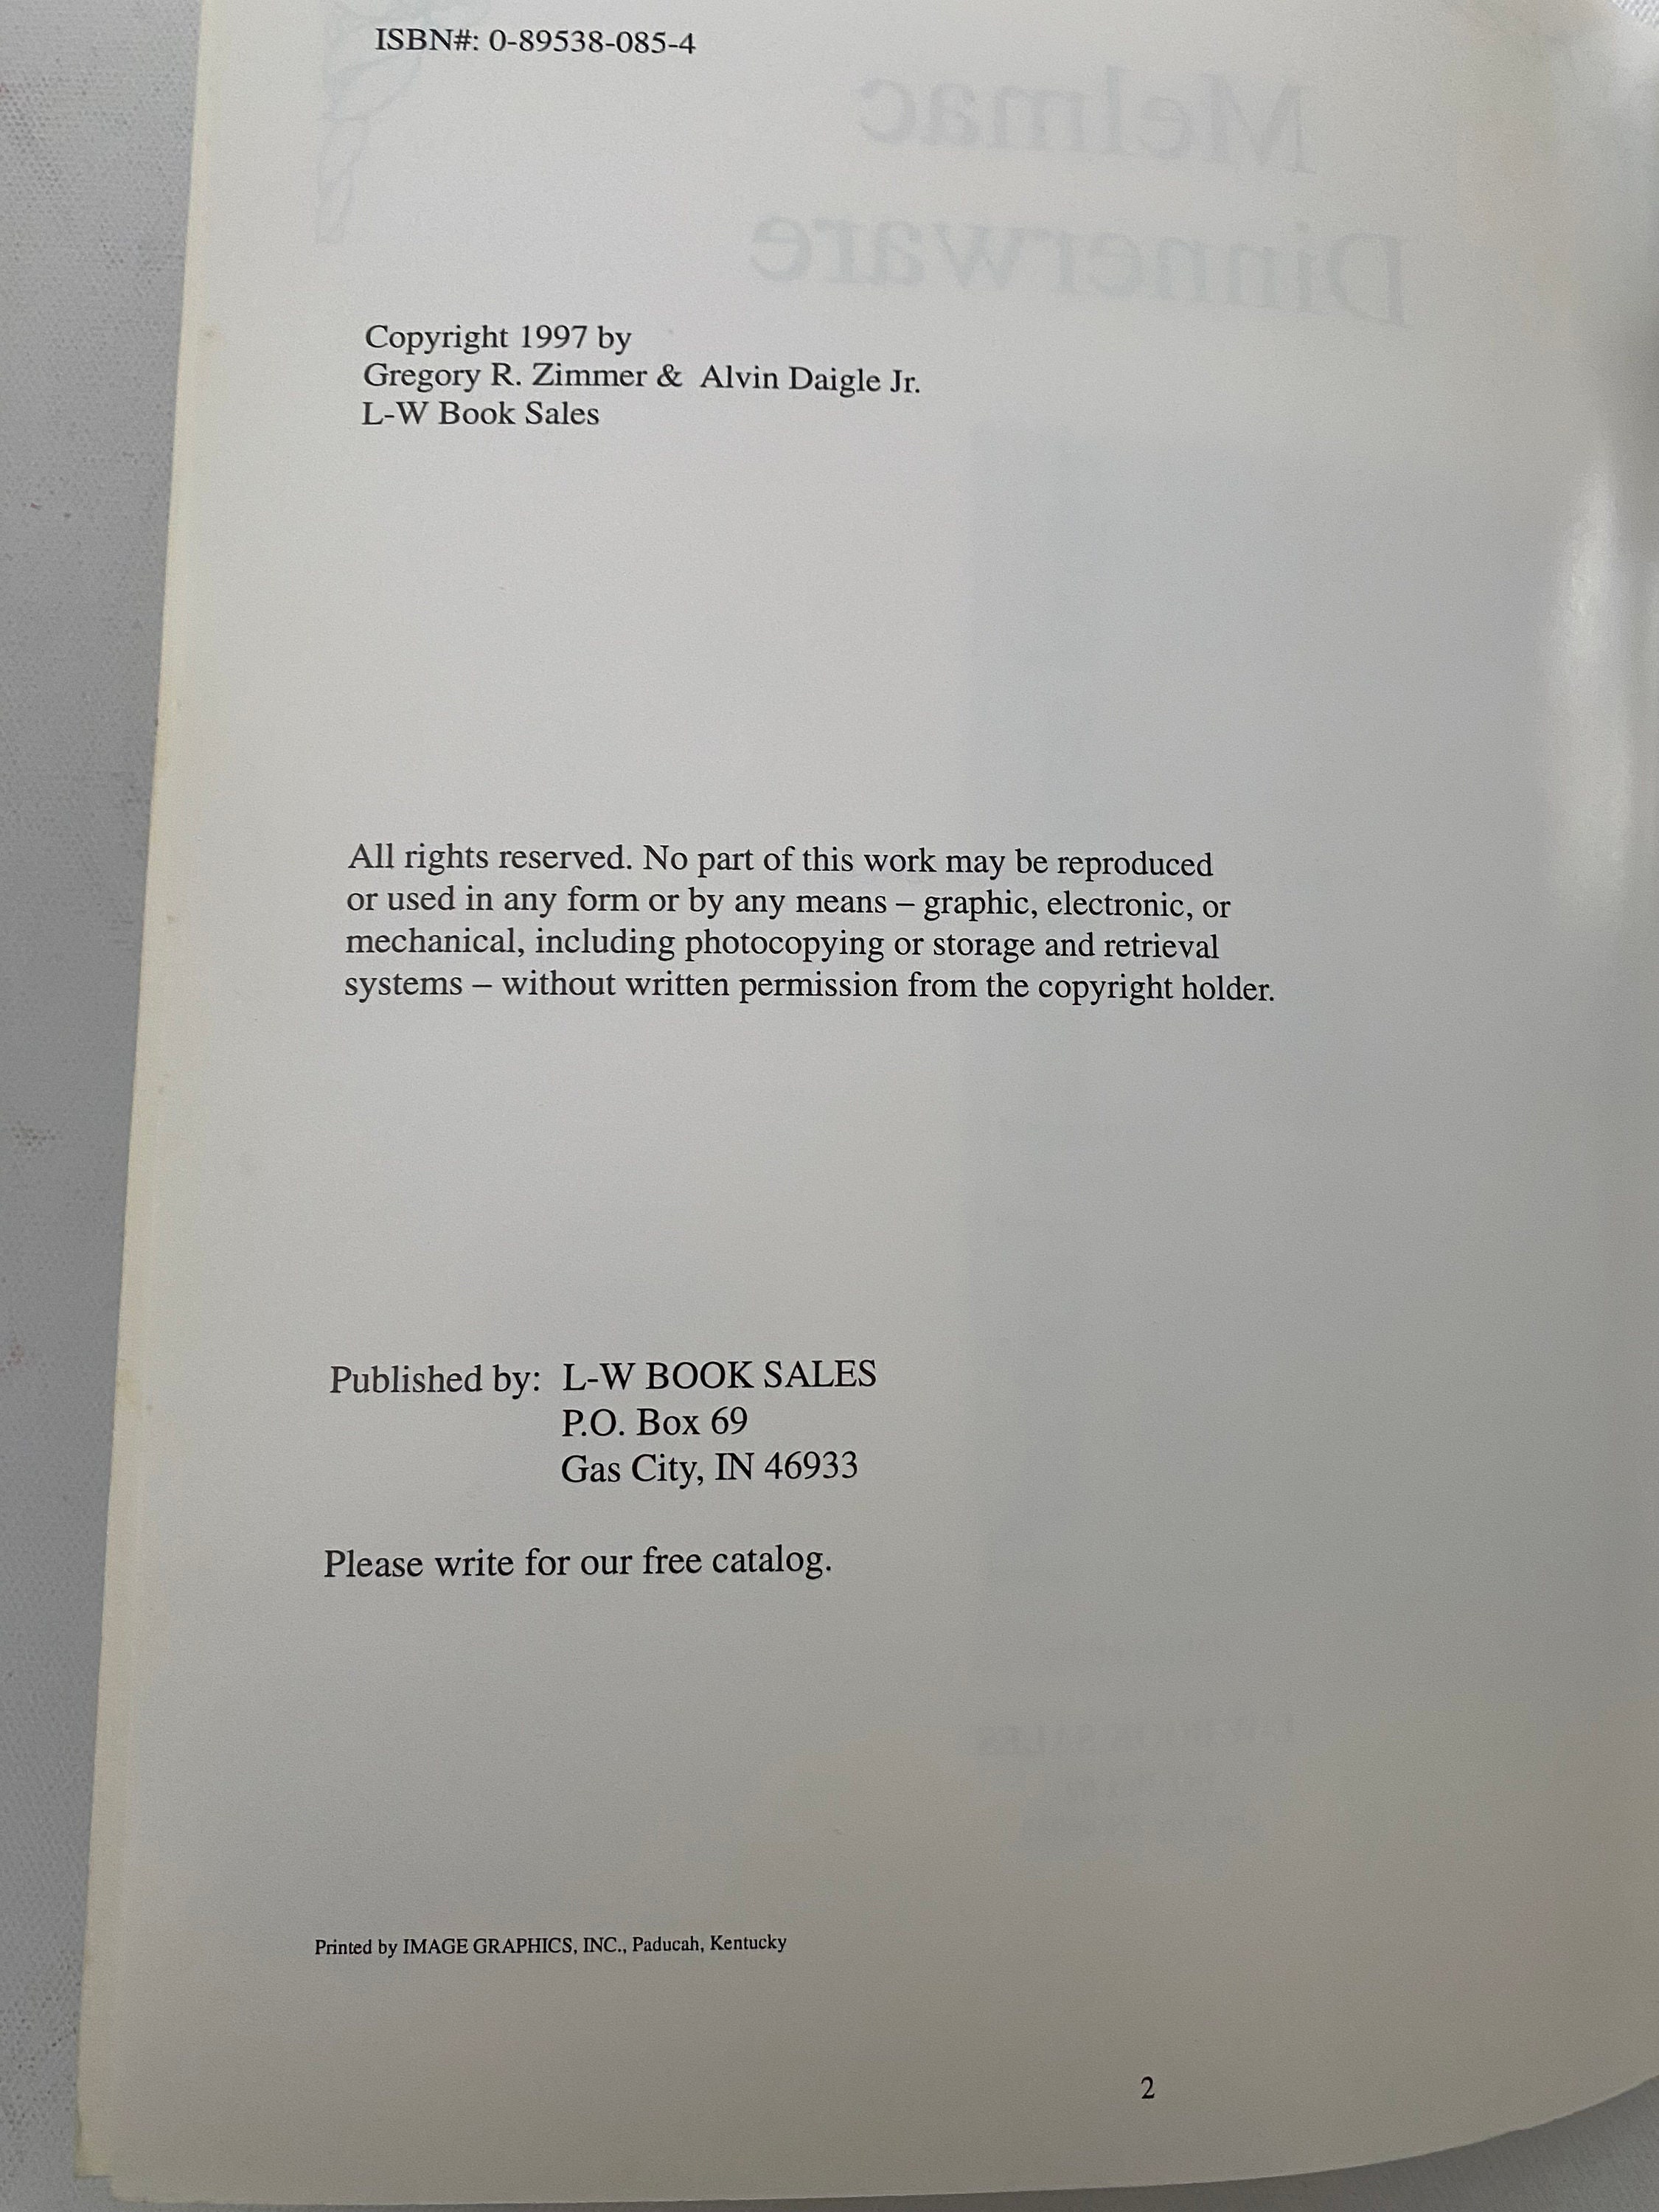 ISBN#: 0-89538-085-4
Melmac
Dinnerware
Copyright 1997 by
Gregory R. Zimmer & Alvin Daigle Jr.
L-W Book Sales
All rights reserved. No part of this work may be reproduced
or used in any form or by any means – graphic, electronic, or
mechanical, including photocopying or storage and retrieval
systems – without written permission from the copyright holder.
Published by: L-W BOOK SALES
P.O. Box 69
Gas City, IN 46933
Please write for our free catalog.
L-W BOOK SALES
Printed by IMAGE GRAPHICS, INC., Paducah, Kentucky
2